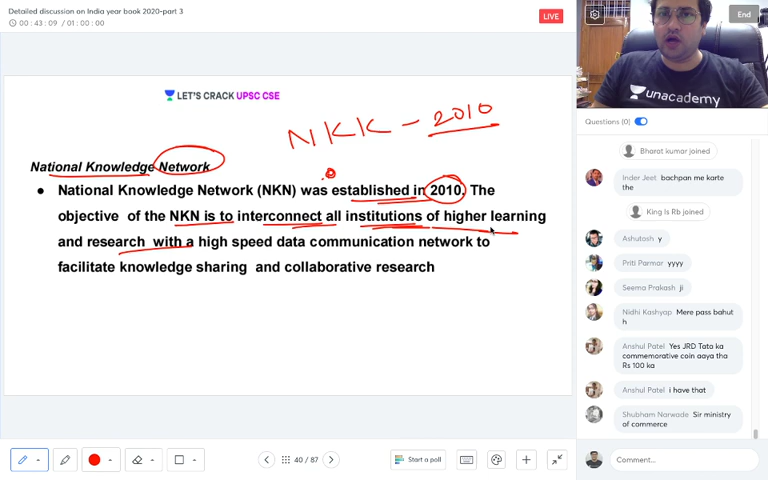 Detailed discussion on India year book 2020-part 3
00 : 43 : 09 / 01 : 00 : 00
LIVE
End
LET'S CRACK UPSC CSE
NKK - 2010
National Knowledge Network
• National Knowledge Network (NKN) was established in 2010. The
objective of the NKN is to interconnect all institutions of higher learning
and research with a high speed data communication network to
facilitate knowledge sharing and collaborative research
unacademy
Questions (0)
Bharat kumar joined
Inder Jeet bachpan me karte
the
King Is Rb joined
Ashutosh y
Priti Parmar yyyy
Seema Prakash ji
Nidhi Kashyap Mere pass bahut
h
Anshul Patel Yes JRD Tata ka
commemorative coin aaya tha
Rs 100 ka
Anshul Patel i have that
Shubham Narwade Sir ministry
of commerce
40 / 87
Start a poll
Comment...